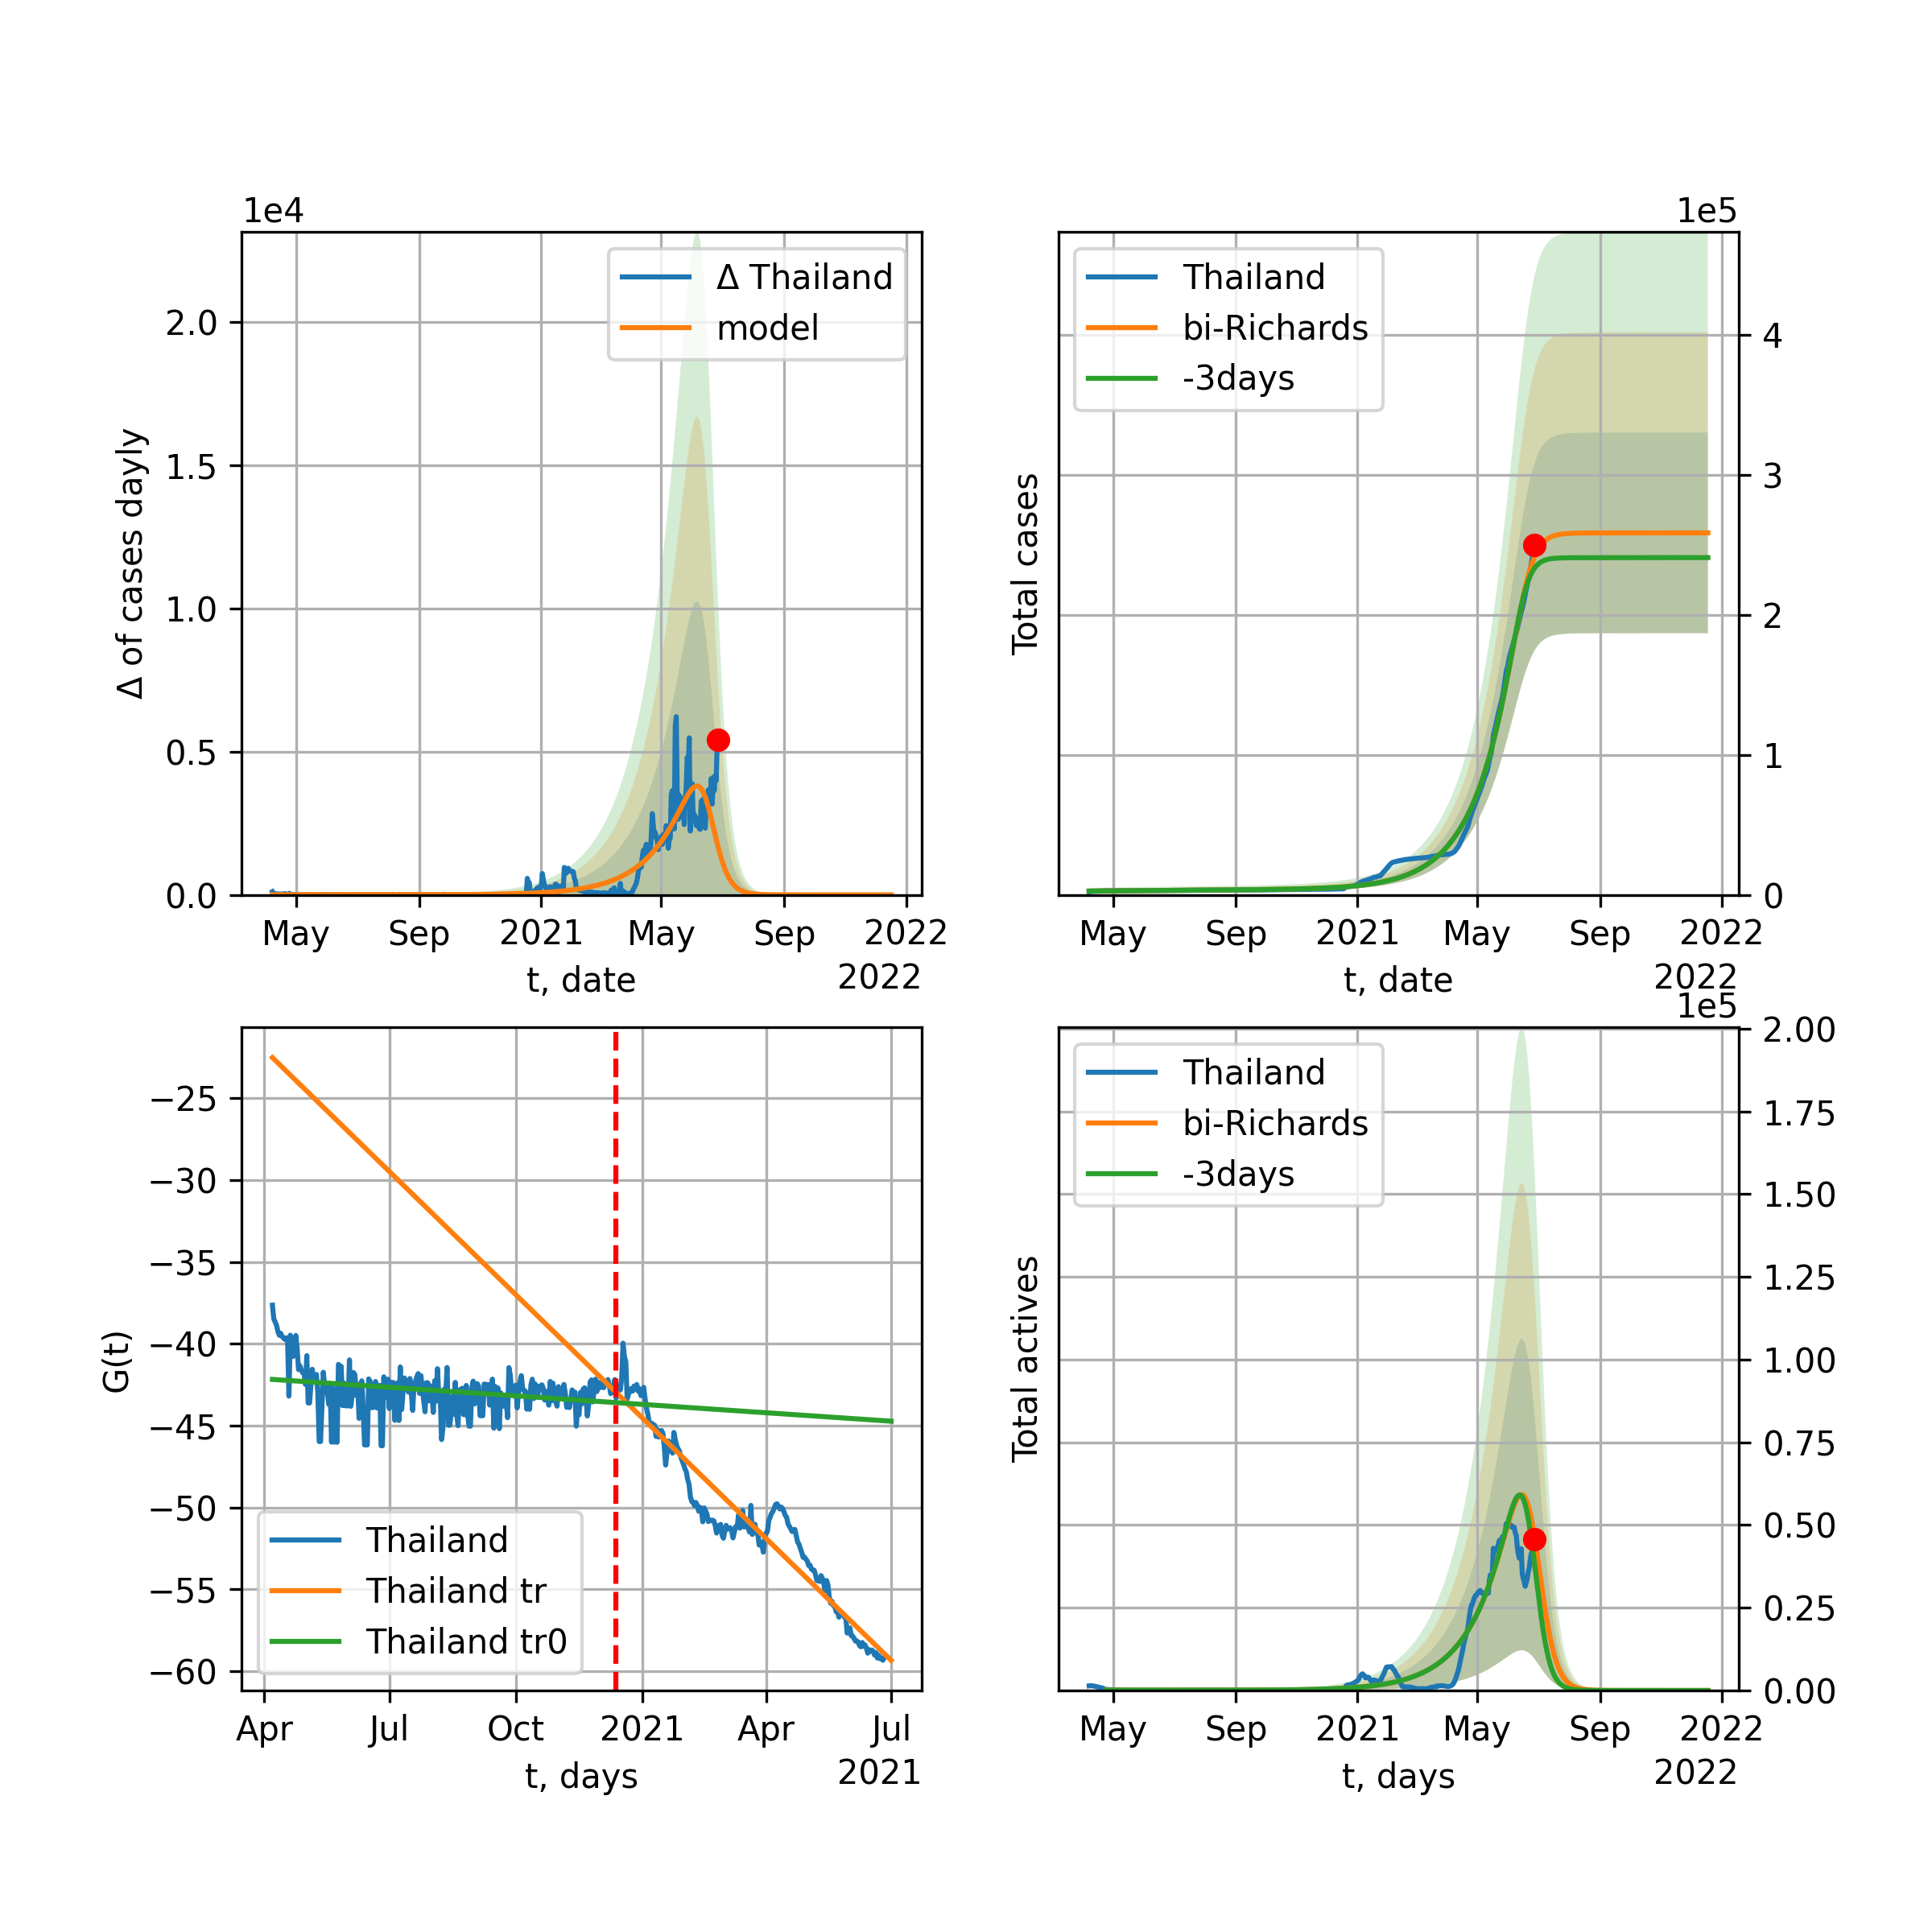 1e4
Δ of cases dayly
2.0
1.5
1.0
0.5
0.0
Δ Thailand
model
May Sep 2021 May Sep 2022
t, date
2022
1e5
Total cases
Thailand
bi-Richards
-3days
4
3
2
1
0
May Sep 2021 May Sep 2022
t, date
2022
G(t)
−25
−30
−35
−40
−45
−50
−55
−60
Thailand
Thailand tr
Thailand tr0
Apr Jul Oct 2021 Apr Jul
t, days
2021
1e5
Total actives
Thailand
bi-Richards
-3days
2.00
1.75
1.50
1.25
1.00
0.75
0.50
0.25
0.00
May Sep 2021 May Sep 2022
t, days
2022